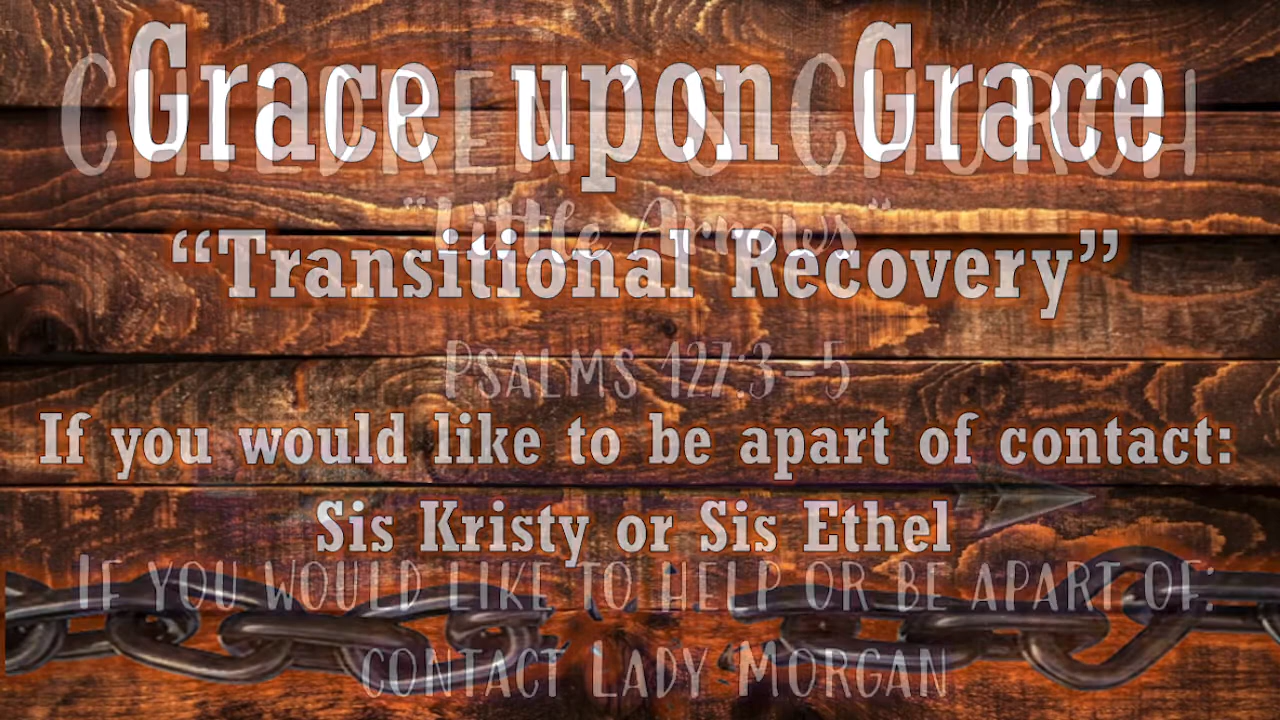 Grace upon Grace
CHILDREN'S CHURCH
"Little Arrows"
“Transitional Recovery”
PSALMS 127:3-5
If you would like to be apart of contact:
Sis Kristy or Sis Ethel
IF YOU WOULD LIKE TO HELP OR BE APART OF:
CONTACT LADY MORGAN